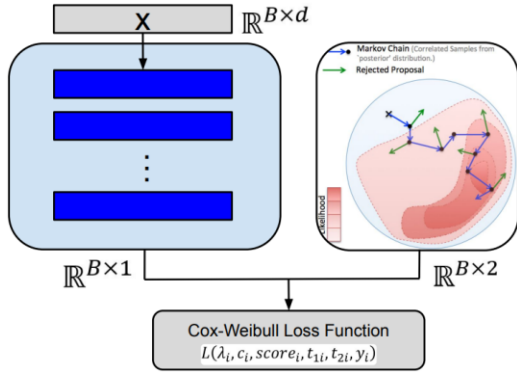 x
ℝ^{B×d}
Markov Chain (Correlated Samples from
'posterior' distribution.)
Rejected Proposal
Likelihood
ℝ^{B×1}
ℝ^{B×2}
Cox-Weibull Loss Function
L(λ_i, c_i, score_i, t_{1i}, t_{2i}, y_i)